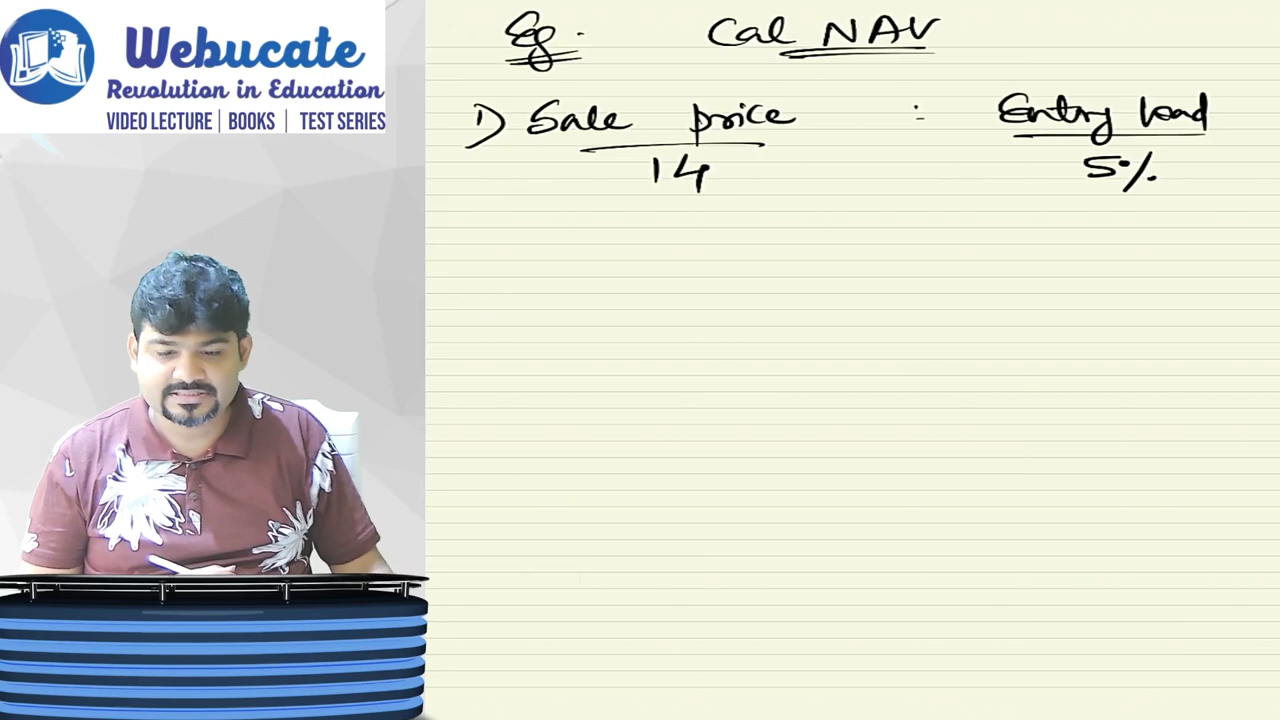 Webucate
Revolution in Education
VIDEO LECTURE | BOOKS | TEST SERIES
Eg. Cal NAV
1) Sale price : Entry load
14 5%